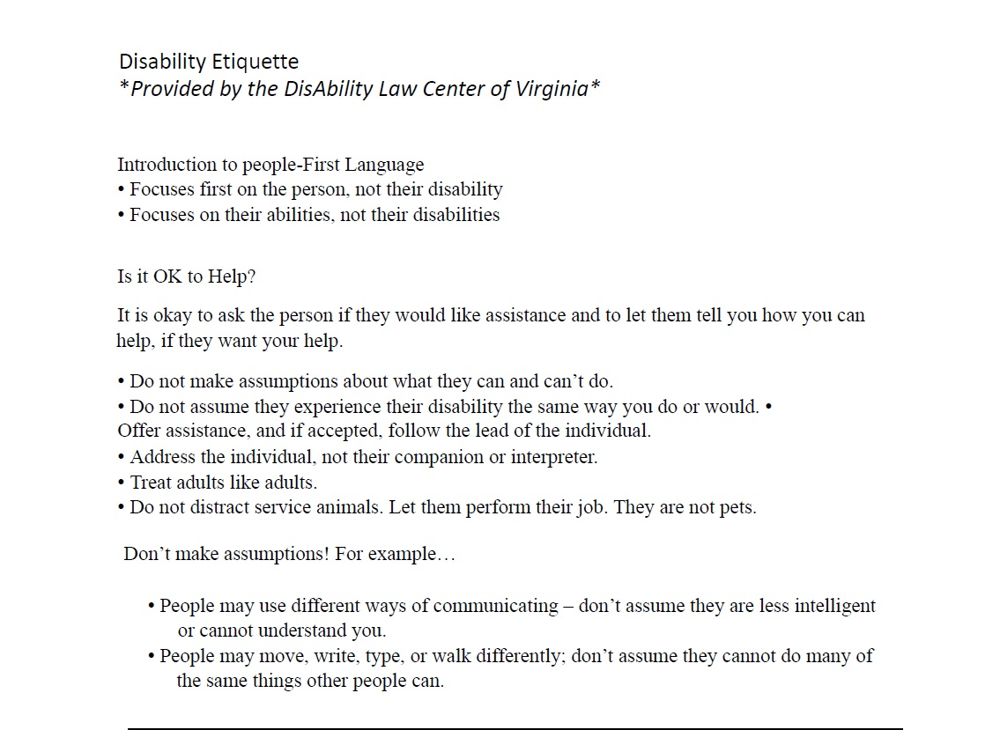 Disability Etiquette
*Provided by the DisAbility Law Center of Virginia*
Introduction to people-First Language
• Focuses first on the person, not their disability
• Focuses on their abilities, not their disabilities
Is it OK to Help?
It is okay to ask the person if they would like assistance and to let them tell you how you can
help, if they want your help.
• Do not make assumptions about what they can and can’t do.
• Do not assume they experience their disability the same way you do or would. •
Offer assistance, and if accepted, follow the lead of the individual.
• Address the individual, not their companion or interpreter.
• Treat adults like adults.
• Do not distract service animals. Let them perform their job. They are not pets.
Don’t make assumptions! For example…
• People may use different ways of communicating – don’t assume they are less intelligent
or cannot understand you.
• People may move, write, type, or walk differently; don’t assume they cannot do many of
the same things other people can.